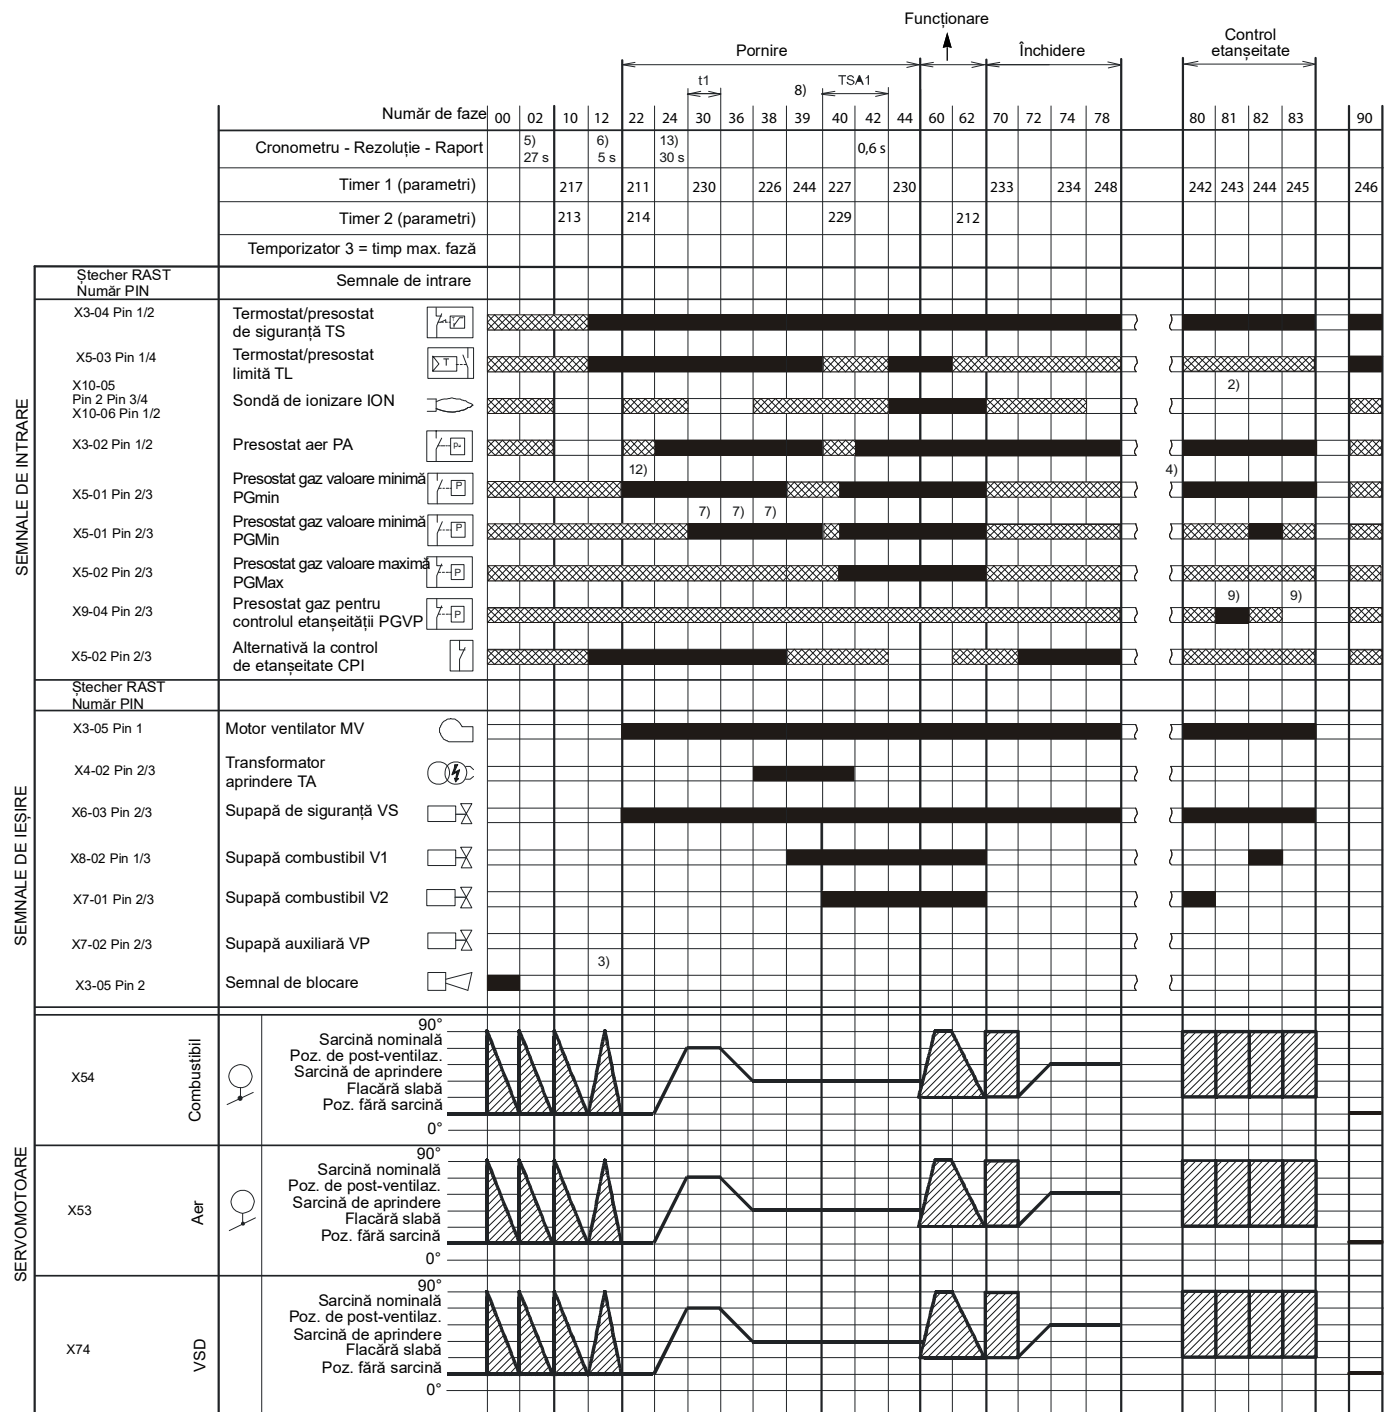 Funcționare
Pornire
Închidere
Control
etanșeitate
t1
8)
TSA1
Număr de faze 00 02 10 12 22 24 30 36 38 39 40 42 44 60 62 70 72 74 78 80 81 82 83 90
Cronometru - Rezoluție - Raport 5) 6) 13) 0,6 s
27 s 5 s 30 s
Timer 1 (parametri) 217 211 230 226 244 227 230 233 234 248 242 243 244 245 246
Timer 2 (parametri) 213 214 229 212
Temporizator 3 = timp max. fază
Ștecher RAST
Număr PIN
Semnale de intrare
SEMNALE DE INTRARE
X3-04 Pin 1/2 Termostat/presostat
de siguranță TS
X5-03 Pin 1/4 Termostat/presostat
limită TL
T
2)
X10-05
Pin 2 Pin 3/4
X10-06 Pin 1/2
Sondă de ionizare ION
X3-02 Pin 1/2 Presostat aer PA
P
12) 4)
X5-01 Pin 2/3 Presostat gaz valoare minimă
PGmin
P
7) 7) 7)
X5-01 Pin 2/3 Presostat gaz valoare minimă
PGMin
P
X5-02 Pin 2/3 Presostat gaz valoare maximă
PGMax
P
9) 9)
X9-04 Pin 2/3 Presostat gaz pentru
controlul etanșeității PGVP
P
X5-02 Pin 2/3 Alternativă la control
de etanșeitate CPI
Ștecher RAST
Număr PIN
SEMNALE DE IEȘIRE
X3-05 Pin 1 Motor ventilator MV
X4-02 Pin 2/3 Transformator
aprindere TA
X6-03 Pin 2/3 Supapă de siguranță VS
X8-02 Pin 1/3 Supapă combustibil V1
X7-01 Pin 2/3 Supapă combustibil V2
X7-02 Pin 2/3 Supapă auxiliară VP
3)
X3-05 Pin 2 Semnal de blocare
SERVOMOTOARE
X54
Combustibil
90°
Sarcină nominală
Poz. de post-ventilaz.
Sarcină de aprindere
Flacără slabă
Poz. fără sarcină
0°
X53
Aer
90°
Sarcină nominală
Poz. de post-ventilaz.
Sarcină de aprindere
Flacără slabă
Poz. fără sarcină
0°
X74
VSD
90°
Sarcină nominală
Poz. de post-ventilaz.
Sarcină de aprindere
Flacără slabă
Poz. fără sarcină
0°